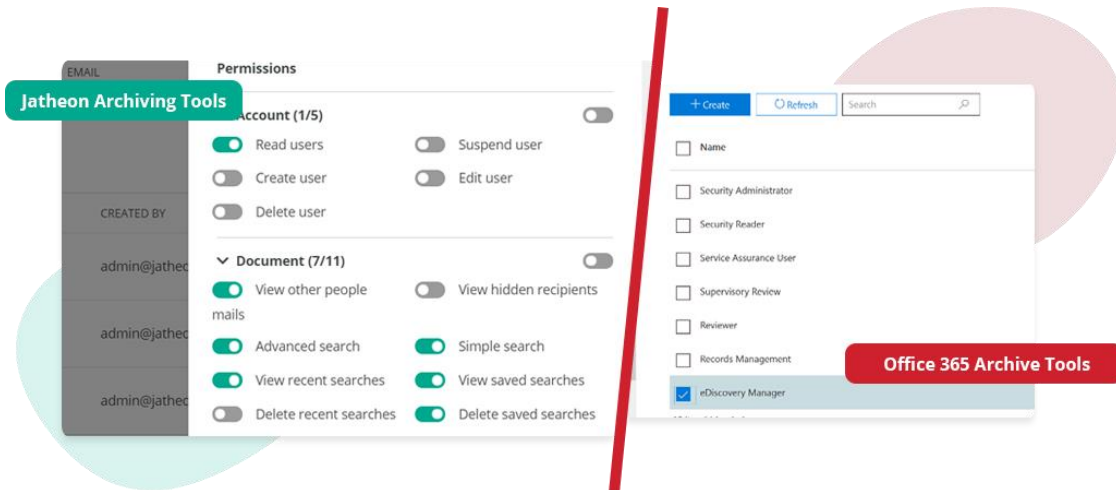 EMAIL
Jatheon Archiving Tools
CREATED BY
admin@jathec
admin@jathec
admin@jathec
Permissions
Account (1/5)
Read users Suspend user
Create user Edit user
Delete user
Document (7/11)
View other people mails View hidden recipients
Advanced search Simple search
View recent searches View saved searches
Delete recent searches Delete saved searches
+ Create Refresh Search
Name
Security Administrator
Security Reader
Service Assurance User
Supervisory Review
Reviewer
Records Management
Office 365 Archive Tools
eDiscovery Manager